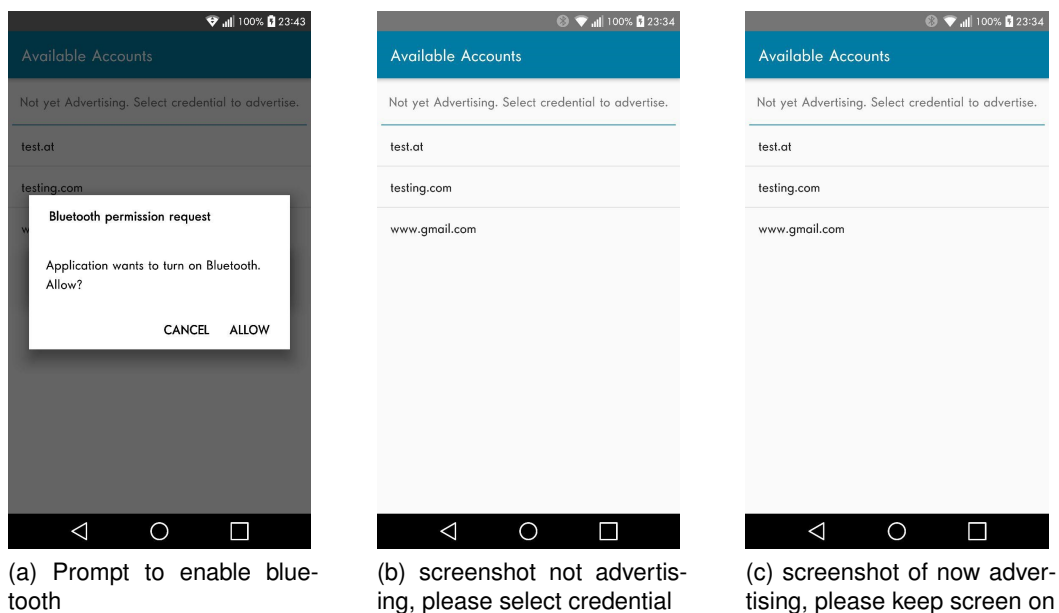 100% 23:43
Available Accounts
Not yet Advertising. Select credential to advertise.
test.at
testing.com
w
Bluetooth permission request
Application wants to turn on Bluetooth.
Allow?
CANCEL ALLOW
(a) Prompt to enable blue-
tooth
100% 23:34
Available Accounts
Not yet Advertising. Select credential to advertise.
test.at
testing.com
www.gmail.com
(b) screenshot not advertis-
ing, please select credential
100% 23:34
Available Accounts
Not yet Advertising. Select credential to advertise.
test.at
testing.com
www.gmail.com
(c) screenshot of now adver-
tising, please keep screen on